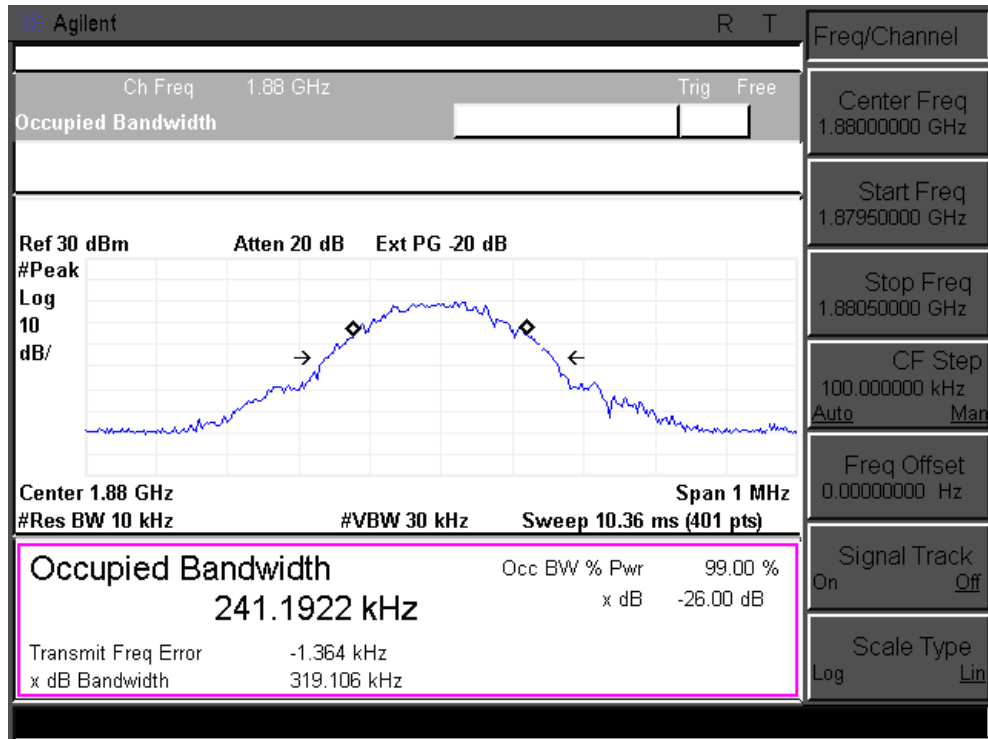 Agilent R T
Ch Freq 1.88 GHz Trig Free
Occupied Bandwidth
Ref 30 dBm Atten 20 dB Ext PG -20 dB
#Peak
Log
10
dB/
Center 1.88 GHz Span 1 MHz
#Res BW 10 kHz #VBW 30 kHz Sweep 10.36 ms (401 pts)
Occupied Bandwidth Occ BW % Pwr 99.00 %
241.1922 kHz x dB -26.00 dB
Transmit Freq Error -1.364 kHz
x dB Bandwidth 319.106 kHz
Freq/Channel
Center Freq
1.88000000 GHz
Start Freq
1.87950000 GHz
Stop Freq
1.88050000 GHz
CF Step
100.000000 kHz
Auto Man
Freq Offset
0.00000000 Hz
Signal Track
On Off
Scale Type
Log Lin